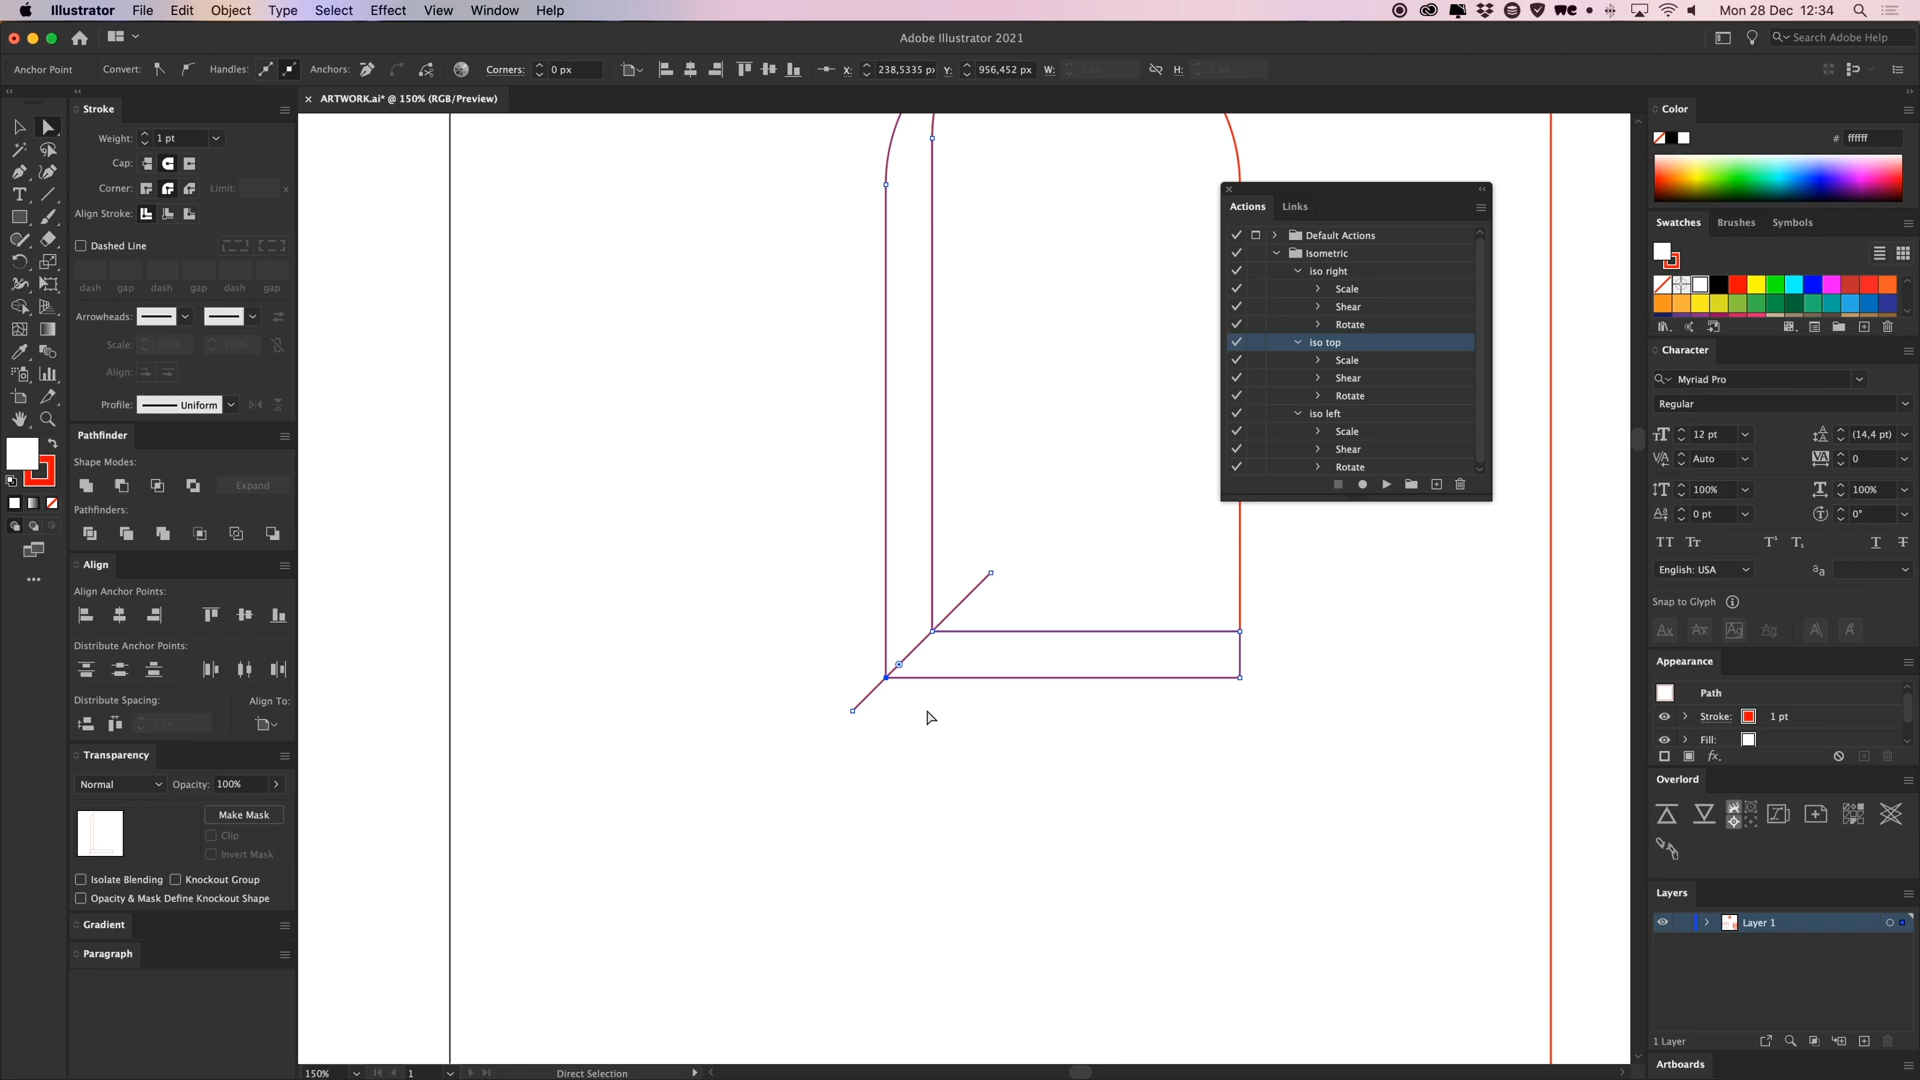 Illustrator File Edit Object Type Select Effect View Window Help
Mon 28 Dec 12:34
Adobe Illustrator 2021
Search Adobe Help
Anchor Point Convert: Handles: Anchors: Corners: 0 px X: 238,5335 px Y: 956,452 px W: 0 px H: 0 px
ARTWORK.ai* @ 150% (RGB/Preview)
Stroke
Weight: 1 pt
Cap:
Corner: Limit: x
Align Stroke:
Dashed Line
dash gap dash gap dash gap
Arrowheads:
Scale: 100% 100%
Align:
Profile: Uniform
Pathfinder
Shape Modes:
Expand
Pathfinders:
Align
Align Anchor Points:
Distribute Anchor Points:
Distribute Spacing: Align To:
0 px
Transparency
Normal Opacity: 100%
Make Mask
Clip
Invert Mask
Isolate Blending Knockout Group
Opacity & Mask Define Knockout Shape
Gradient
Paragraph
Actions Links
Default Actions
Isometric
iso right
Scale
Shear
Rotate
iso top
Scale
Shear
Rotate
iso left
Scale
Shear
Rotate
Color
# ffffff
Swatches Brushes Symbols
Character
Myriad Pro
Regular
12 pt (14,4 pt)
Auto 0
100% 100%
0 pt 0°
English: USA
Snap to Glyph
Appearance
Path
Stroke: 1 pt
Fill:
Overlord
Layers
Layer 1
1 Layer
Artboards
150% 1 Direct Selection